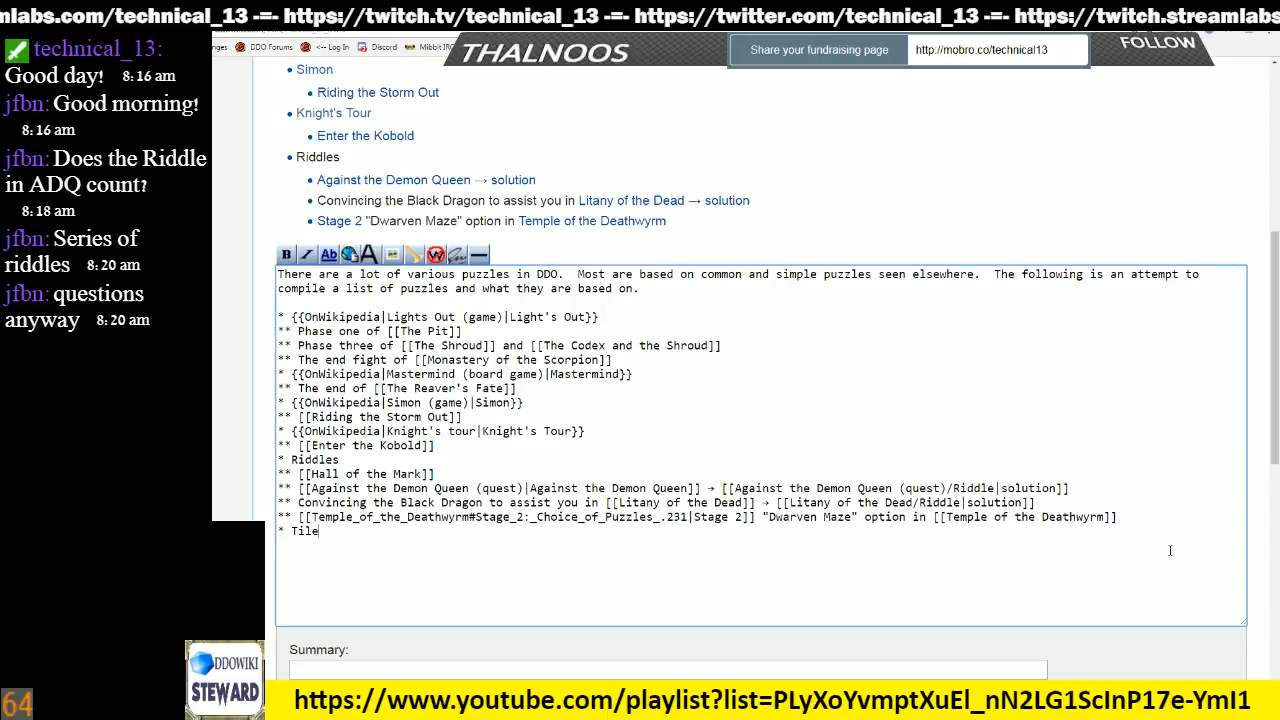 mlabs.com/technical_13 -=- https://twitch.tv/technical_13 -=- https://twitter.com/technical_13 -=- https://twitch.streamlabs
technical_13:
Good day! 8:16 am
jfbn: Good morning!
8:16 am
jfbn: Does the Riddle
in ADQ count?
8:18 am
jfbn: Series of
riddles 8:20 am
jfbn: questions
anyway 8:20 am
nges DDO Forums <-- Log In Discord Mibbit IR
THALNOOS
Share your fundraising page http://mobro.co/technical13
FOLLOW
• Simon
• Riding the Storm Out
• Knight's Tour
• Enter the Kobold
• Riddles
• Against the Demon Queen → solution
• Convincing the Black Dragon to assist you in Litany of the Dead → solution
• Stage 2 "Dwarven Maze" option in Temple of the Deathwyrm
B I Ab A W
There are a lot of various puzzles in DDO.  Most are based on common and simple puzzles seen elsewhere.  The following is an attempt to
compile a list of puzzles and what they are based on.
* {{OnWikipedia|Lights Out (game)|Light's Out}}
** Phase one of [[The Pit]]
** Phase three of [[The Shroud]] and [[The Codex and the Shroud]]
** The end fight of [[Monastery of the Scorpion]]
* {{OnWikipedia|Mastermind (board game)|Mastermind}}
** The end of [[The Reaver's Fate]]
* {{OnWikipedia|Simon (game)|Simon}}
** [[Riding the Storm Out]]
* {{OnWikipedia|Knight's tour|Knight's Tour}}
** [[Enter the Kobold]]
* Riddles
** [[Hall of the Mark]]
** [[Against the Demon Queen (quest)|Against the Demon Queen]] → [[Against the Demon Queen (quest)/Riddle|solution]]
** Convincing the Black Dragon to assist you in [[Litany of the Dead]] → [[Litany of the Dead/Riddle|solution]]
** [[Temple_of_the_Deathwyrm#Stage_2:_Choice_of_Puzzles_.231|Stage 2]] "Dwarven Maze" option in [[Temple of the Deathwyrm]]
* Tile
Summary:
DDOWIKI
STEWARD
64
https://www.youtube.com/playlist?list=PLyXoYvmptXuEl_nN2LG1ScInP17e-YmI1